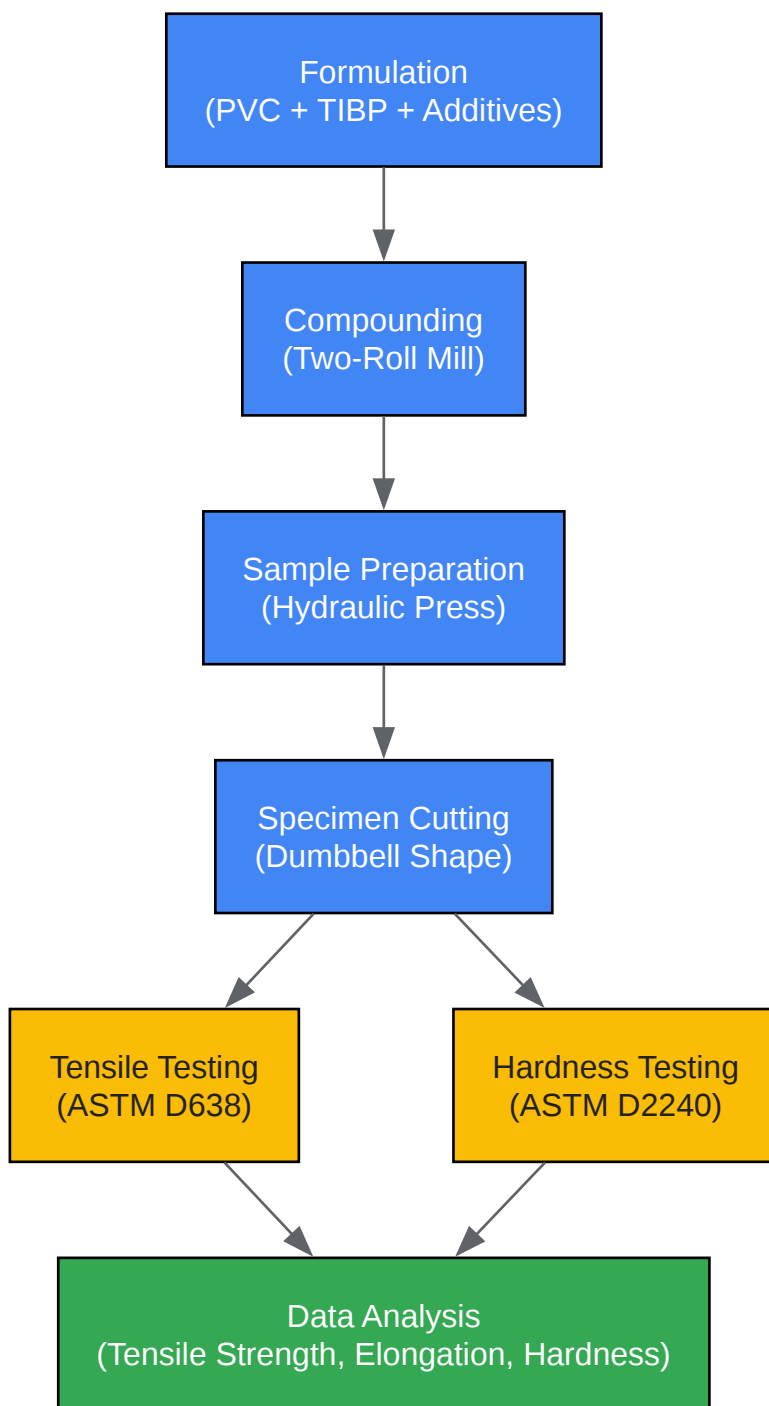 Formulation
(PVC + TIBP + Additives)
Compounding
(Two-Roll Mill)
Sample Preparation
(Hydraulic Press)
Specimen Cutting
(Dumbbell Shape)
Tensile Testing
(ASTM D638)
Hardness Testing
(ASTM D2240)
Data Analysis
(Tensile Strength, Elongation, Hardness)